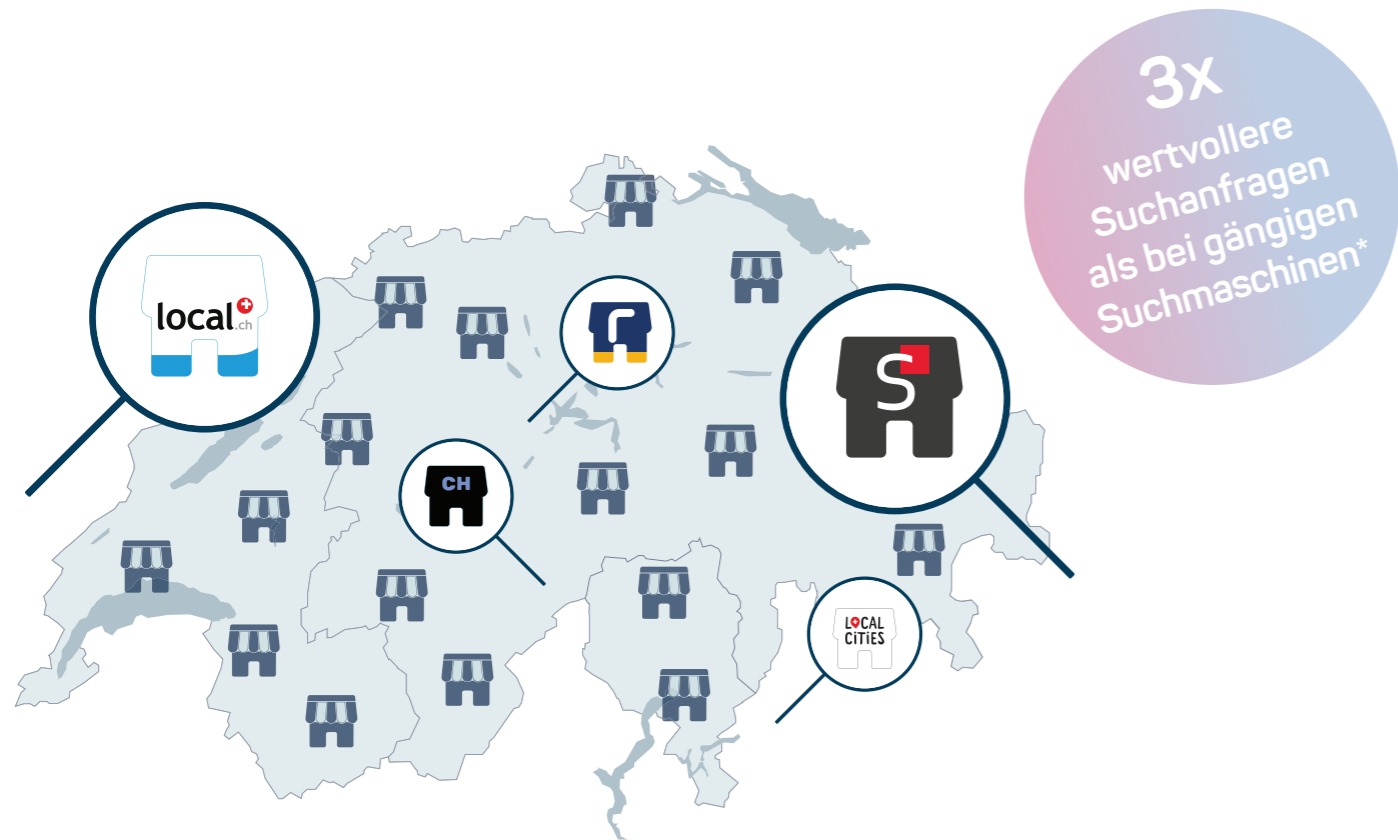 3x
wertvollere
Suchanfragen
als bei gängigen
Suchmaschinen*
local.ch
r
S
CH
LOCAL
CiTiES